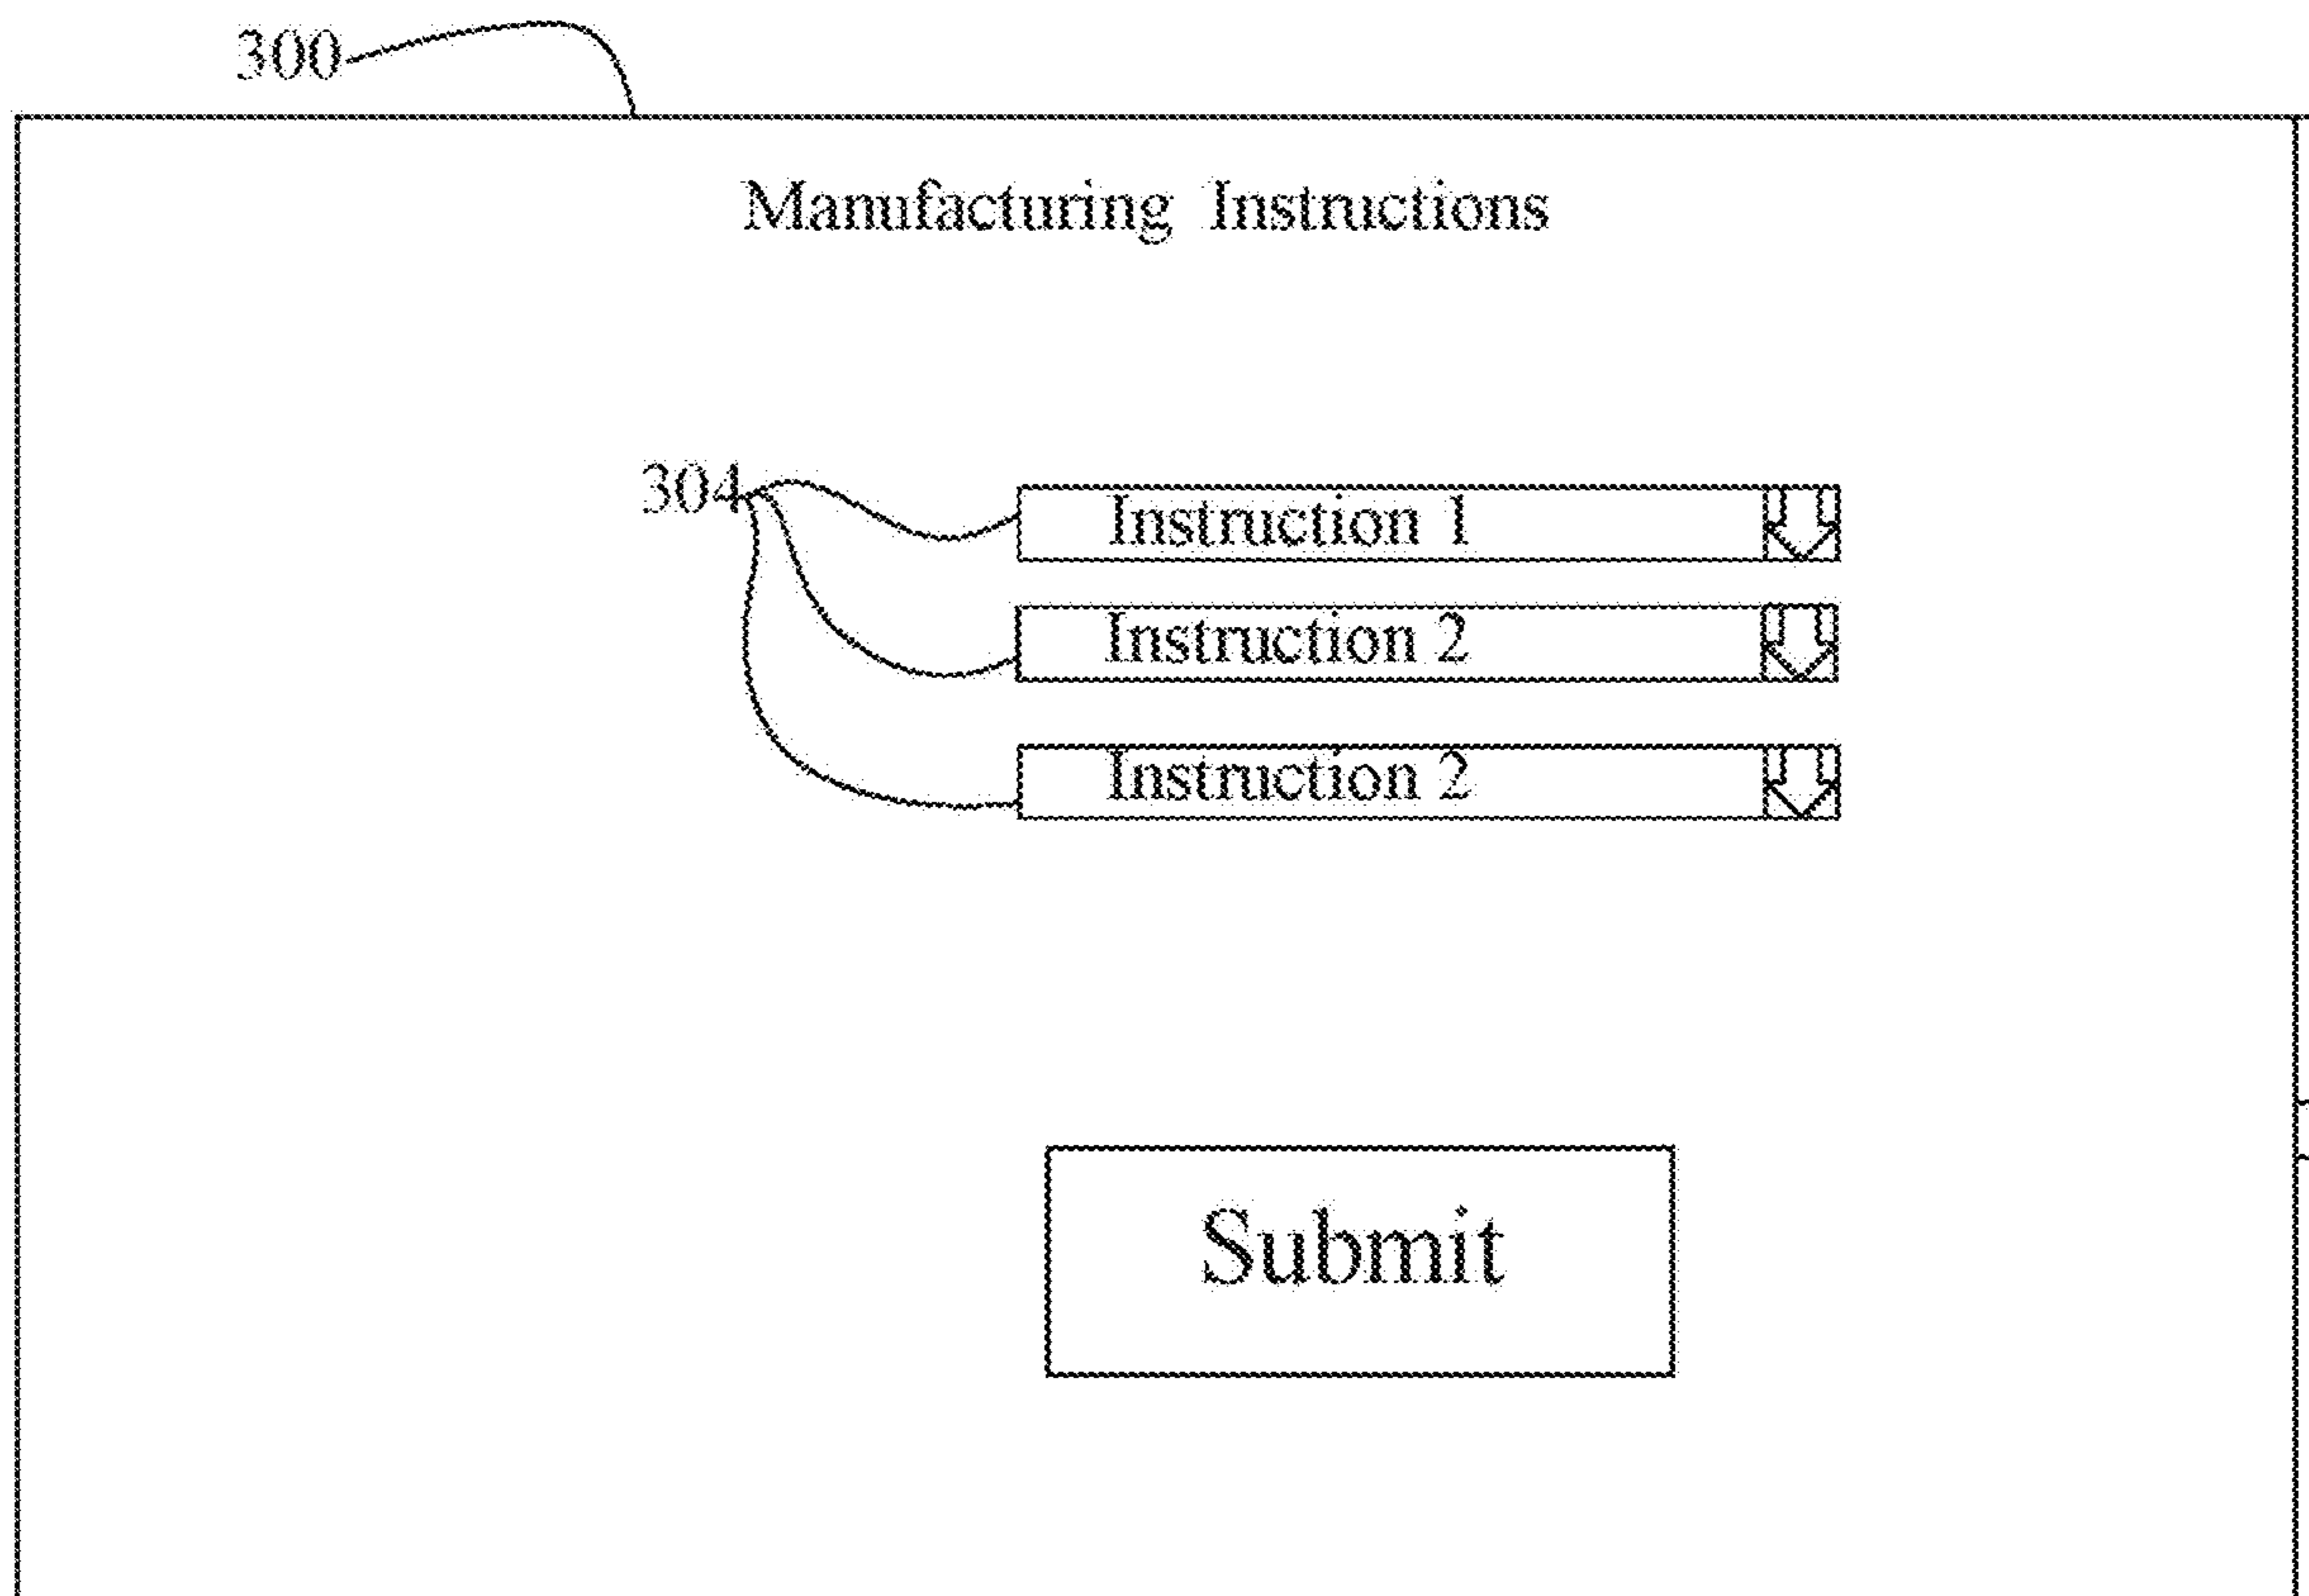 300
Manufacturing Instructions
304
Instruction 1
Instruction 2
Instruction 2
Submit